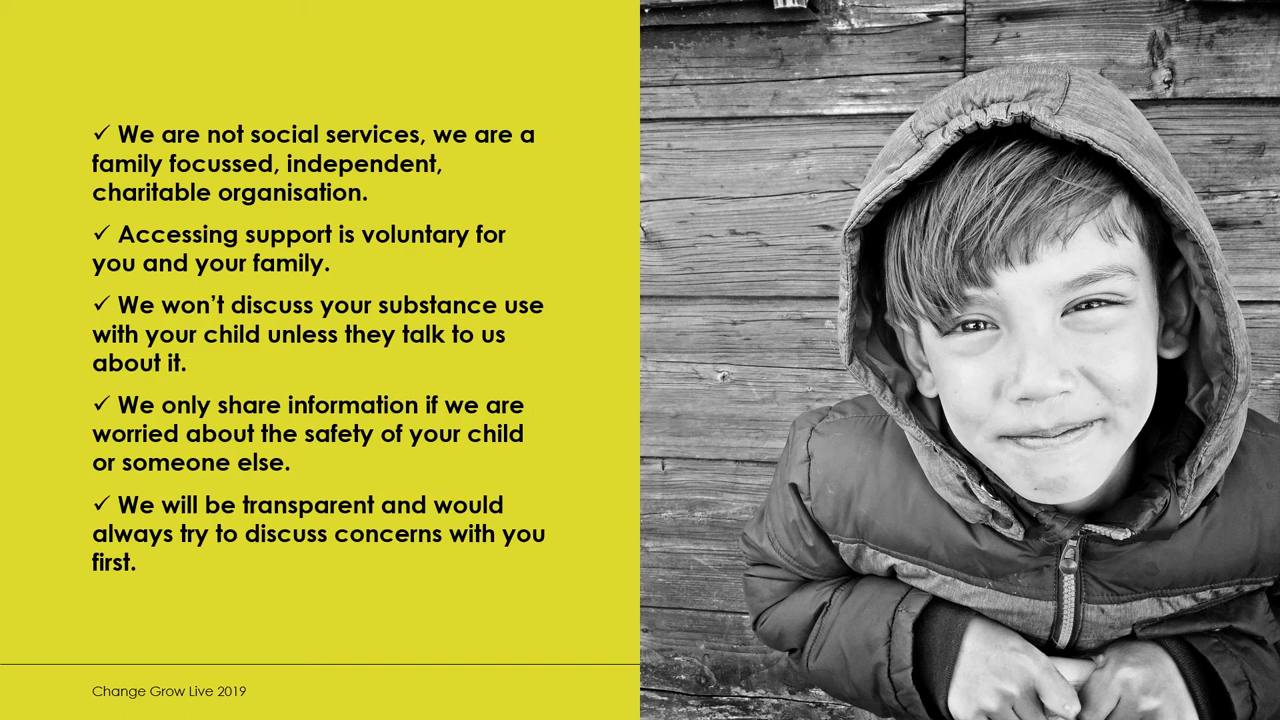 ✓ We are not social services, we are a
family focussed, independent,
charitable organisation.
✓ Accessing support is voluntary for
you and your family.
✓ We won’t discuss your substance use
with your child unless they talk to us
about it.
✓ We only share information if we are
worried about the safety of your child
or someone else.
✓ We will be transparent and would
always try to discuss concerns with you
first.
Change Grow Live 2019